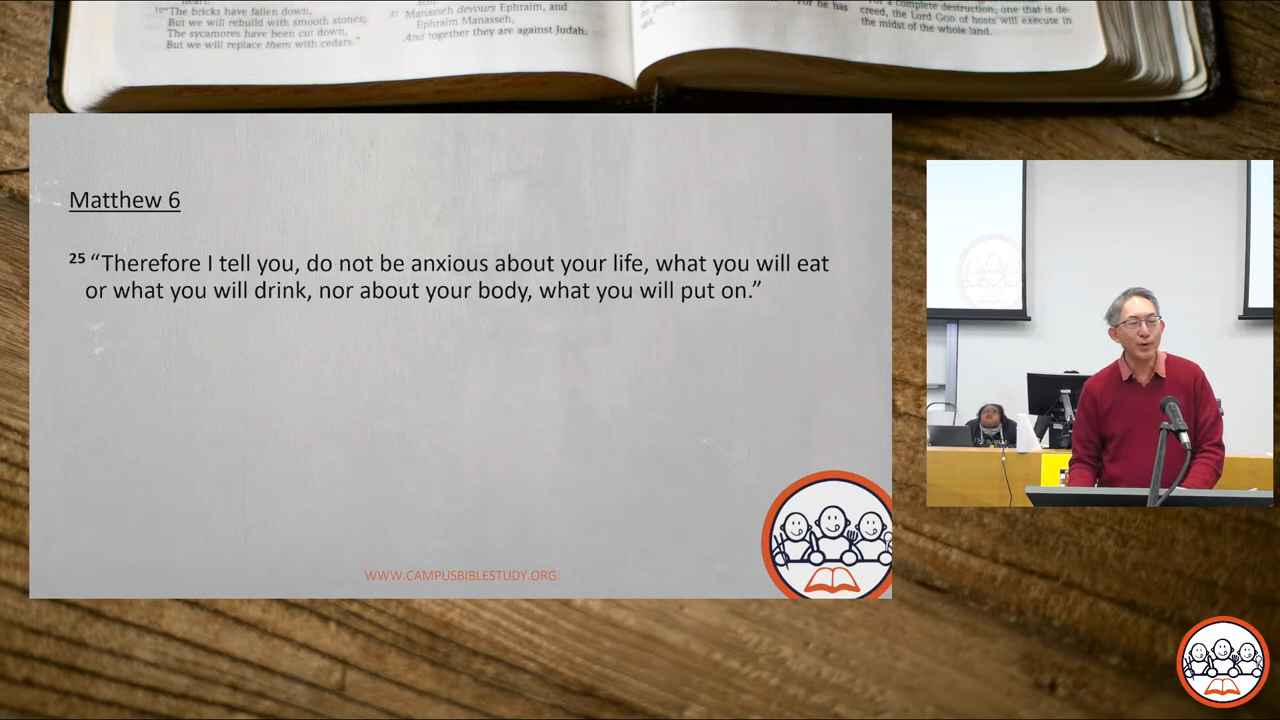 10 "The bricks have fallen down,
But we will rebuild with smooth stones;
The sycamores have been cut down,
But we will replace them with cedars."
21 Manasseh devours Ephraim, and
Ephraim Manasseh,
And together they are against Judah.
For he has
a complete destruction, one that is de-
creed, the Lord GOD of hosts will execute in
the midst of the whole land.
Matthew 6
25 “Therefore I tell you, do not be anxious about your life, what you will eat
or what you will drink, nor about your body, what you will put on.”
WWW.CAMPUSBIBLESTUDY.ORG